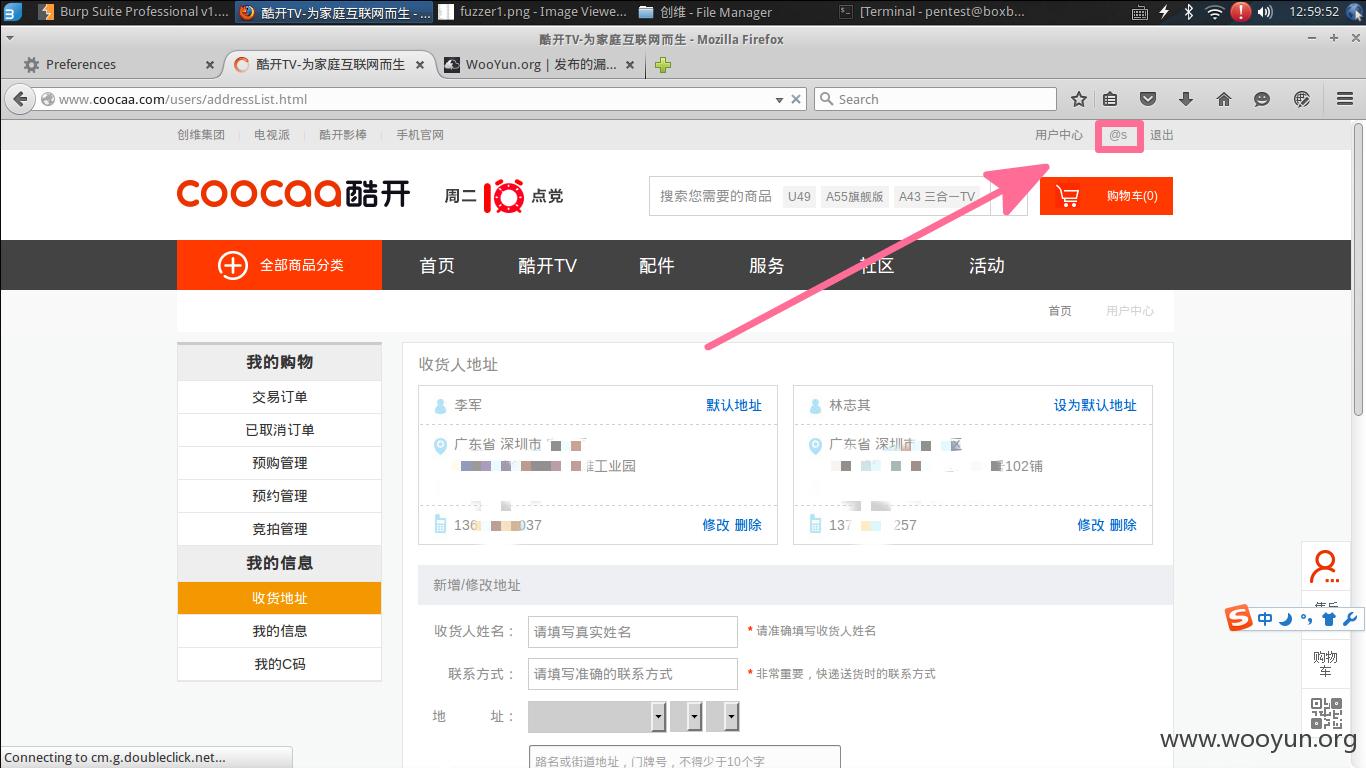 Burp Suite Professional v1....
酷开TV-为家庭互联网而生 - ...
fuzzer1.png - Image Viewe...
创维 - File Manager
[Terminal - pentest@boxb...
12:59:52
酷开TV-为家庭互联网而生 - Mozilla Firefox
Preferences
酷开TV-为家庭互联网而生
WooYun.org | 发布的漏...
www.coocaa.com/users/addressList.html
Search
创维集团 电视派 酷开影棒 手机官网
用户中心 @s 退出
coocaa酷开
周二10点党
搜索您需要的商品 U49 A55旗舰版 A43 三合一TV
购物车(0)
全部商品分类
首页 酷开TV 配件 服务 社区 活动
首页 用户中心
我的购物
交易订单
已取消订单
预购管理
预约管理
竞拍管理
我的信息
收货地址
我的信息
我的C码
收货人地址
李军 默认地址
广东省 深圳市
工业园
136 037 修改 删除
林志其 设为默认地址
广东省 深圳市 区
102铺
137 257 修改 删除
新增/修改地址
收货人姓名： 请填写真实姓名 * 请准确填写收货人姓名
联系方式： 请填写准确的联系方式 * 非常重要，快递送货时的联系方式
地 址：
路名或街道地址，门牌号，不得少于10个字
中
购物车
www.wooyun.org
Connecting to cm.g.doubleclick.net...